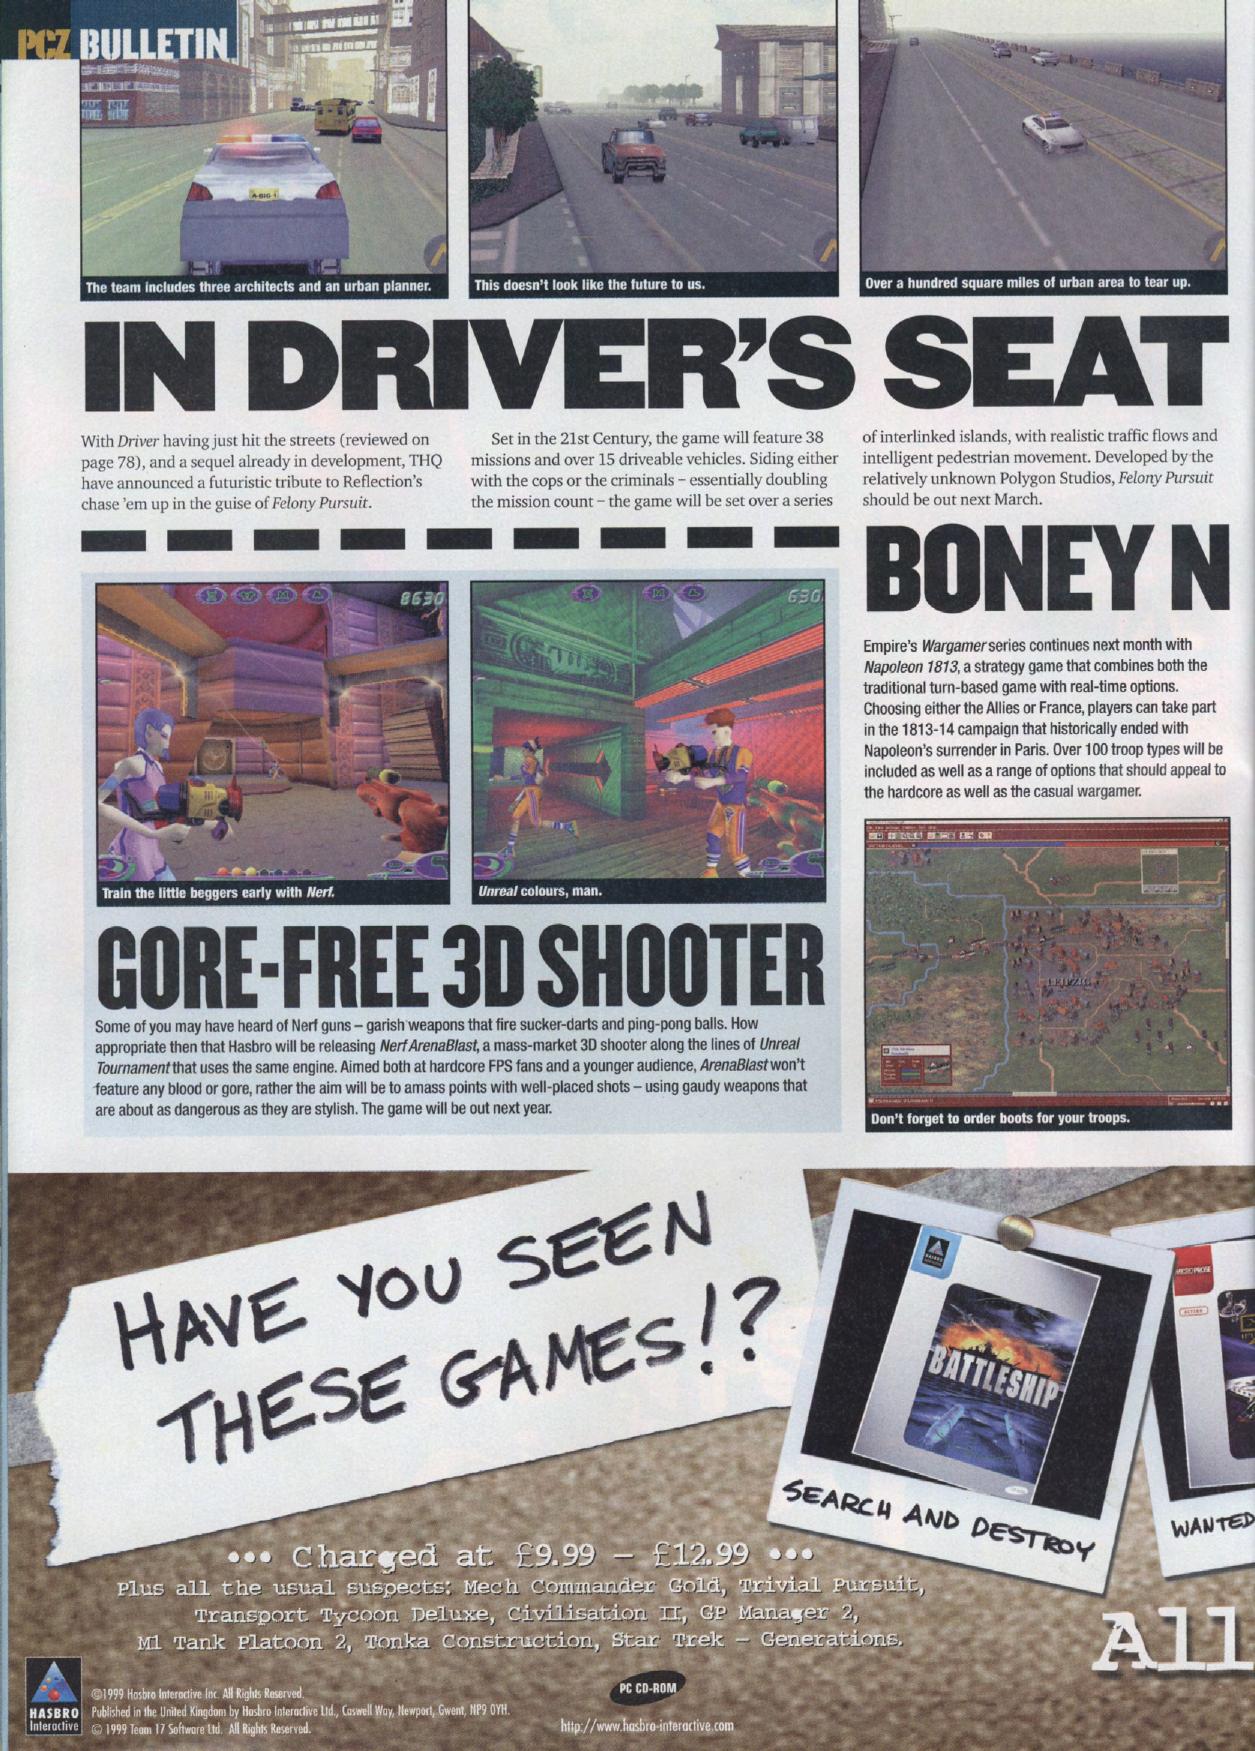 PCZ BULLETIN
A-BIG-1
The team includes three architects and an urban planner.
This doesn't look like the future to us.
Over a hundred square miles of urban area to tear up.
IN DRIVER'S SEAT
With Driver having just hit the streets (reviewed on
page 78), and a sequel already in development, THQ
have announced a futuristic tribute to Reflection's
chase 'em up in the guise of Felony Pursuit.
Set in the 21st Century, the game will feature 38
missions and over 15 driveable vehicles. Siding either
with the cops or the criminals – essentially doubling
the mission count – the game will be set over a series
of interlinked islands, with realistic traffic flows and
intelligent pedestrian movement. Developed by the
relatively unknown Polygon Studios, Felony Pursuit
should be out next March.
8630
630
Train the little beggers early with Nerf.
Unreal colours, man.
GORE-FREE 3D SHOOTER
Some of you may have heard of Nerf guns – garish weapons that fire sucker-darts and ping-pong balls. How
appropriate then that Hasbro will be releasing Nerf ArenaBlast, a mass-market 3D shooter along the lines of Unreal
Tournament that uses the same engine. Aimed both at hardcore FPS fans and a younger audience, ArenaBlast won't
feature any blood or gore, rather the aim will be to amass points with well-placed shots – using gaudy weapons that
are about as dangerous as they are stylish. The game will be out next year.
BONEY N
Empire's Wargamer series continues next month with
Napoleon 1813, a strategy game that combines both the
traditional turn-based game with real-time options.
Choosing either the Allies or France, players can take part
in the 1813-14 campaign that historically ended with
Napoleon's surrender in Paris. Over 100 troop types will be
included as well as a range of options that should appeal to
the hardcore as well as the casual wargamer.
LEIPZIG
Don't forget to order boots for your troops.
HAVE YOU SEEN
THESE GAMES!?
HASBRO
Interactive
BATTLESHIP
SEARCH AND DESTROY
MICROPROSE
WANTED
••• Charged at £9.99 – £12.99 •••
Plus all the usual suspects: Mech Commander Gold, Trivial Pursuit,
Transport Tycoon Deluxe, Civilisation II, GP Manager 2,
M1 Tank Platoon 2, Tonka Construction, Star Trek – Generations.
All
HASBRO
Interactive
©1999 Hasbro Interactive Inc. All Rights Reserved.
Published in the United Kingdom by Hasbro Interactive Ltd., Caswell Way, Newport, Gwent, NP9 0YH.
© 1999 Team 17 Software Ltd. All Rights Reserved.
PC CD-ROM
http://www.hasbro-interactive.com